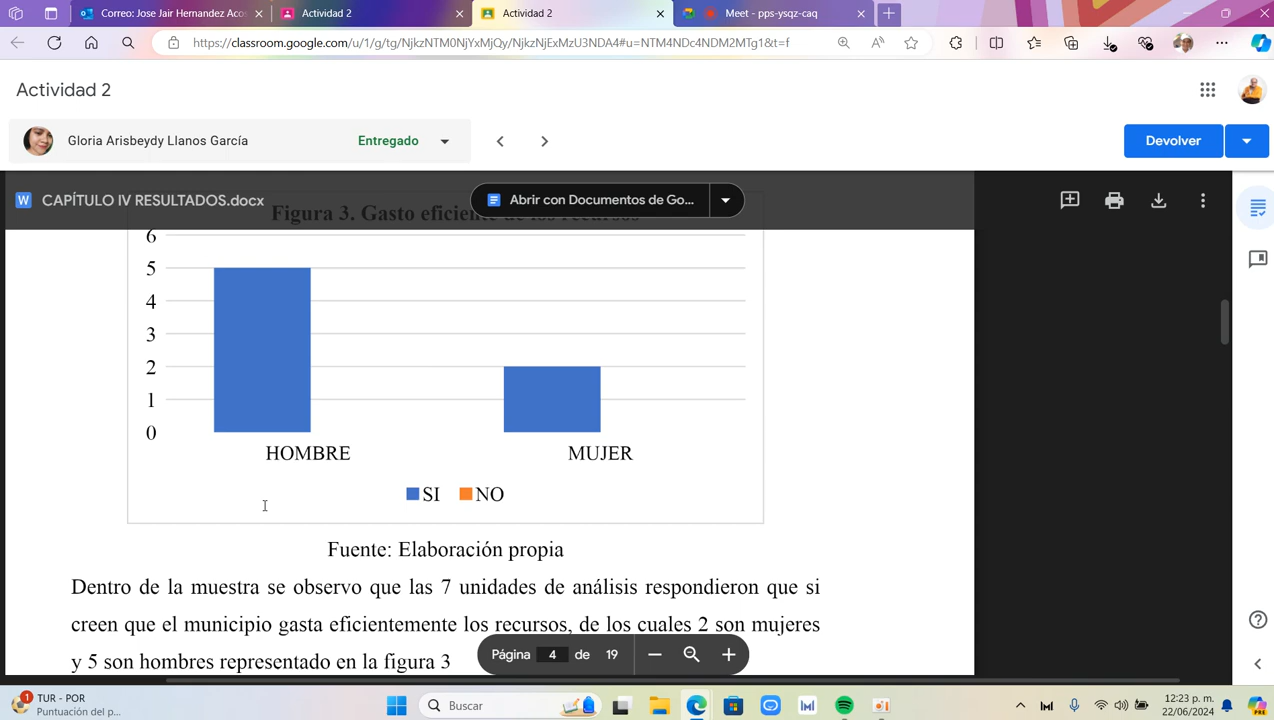 Correo: Jose Jair Hernandez Aco
Actividad 2
Actividad 2
Meet - pps-ysqz-caq
https://classroom.google.com/u/1/g/tg/NjkzNTM0NjYxMjQy/NjkzNjExMzU3NDA4#u=NTM4NDc4NDM2MTg1&t=f
Actividad 2
Gloria Arisbeydy Llanos García
Entregado
Devolver
CAPÍTULO IV RESULTADOS.docx
Abrir con Documentos de Go...
Figura 3. Gasto eficiente de los recursos
6
5
4
3
2
1
0
HOMBRE
MUJER
SI
NO
Fuente: Elaboración propia
Dentro de la muestra se observo que las 7 unidades de análisis respondieron que si
creen que el municipio gasta eficientemente los recursos, de los cuales 2 son mujeres
y 5 son hombres representado en la figura 3
Página 4 de 19
1
TUR - POR
Puntuación del p...
Buscar
12:23 p. m.
22/06/2024